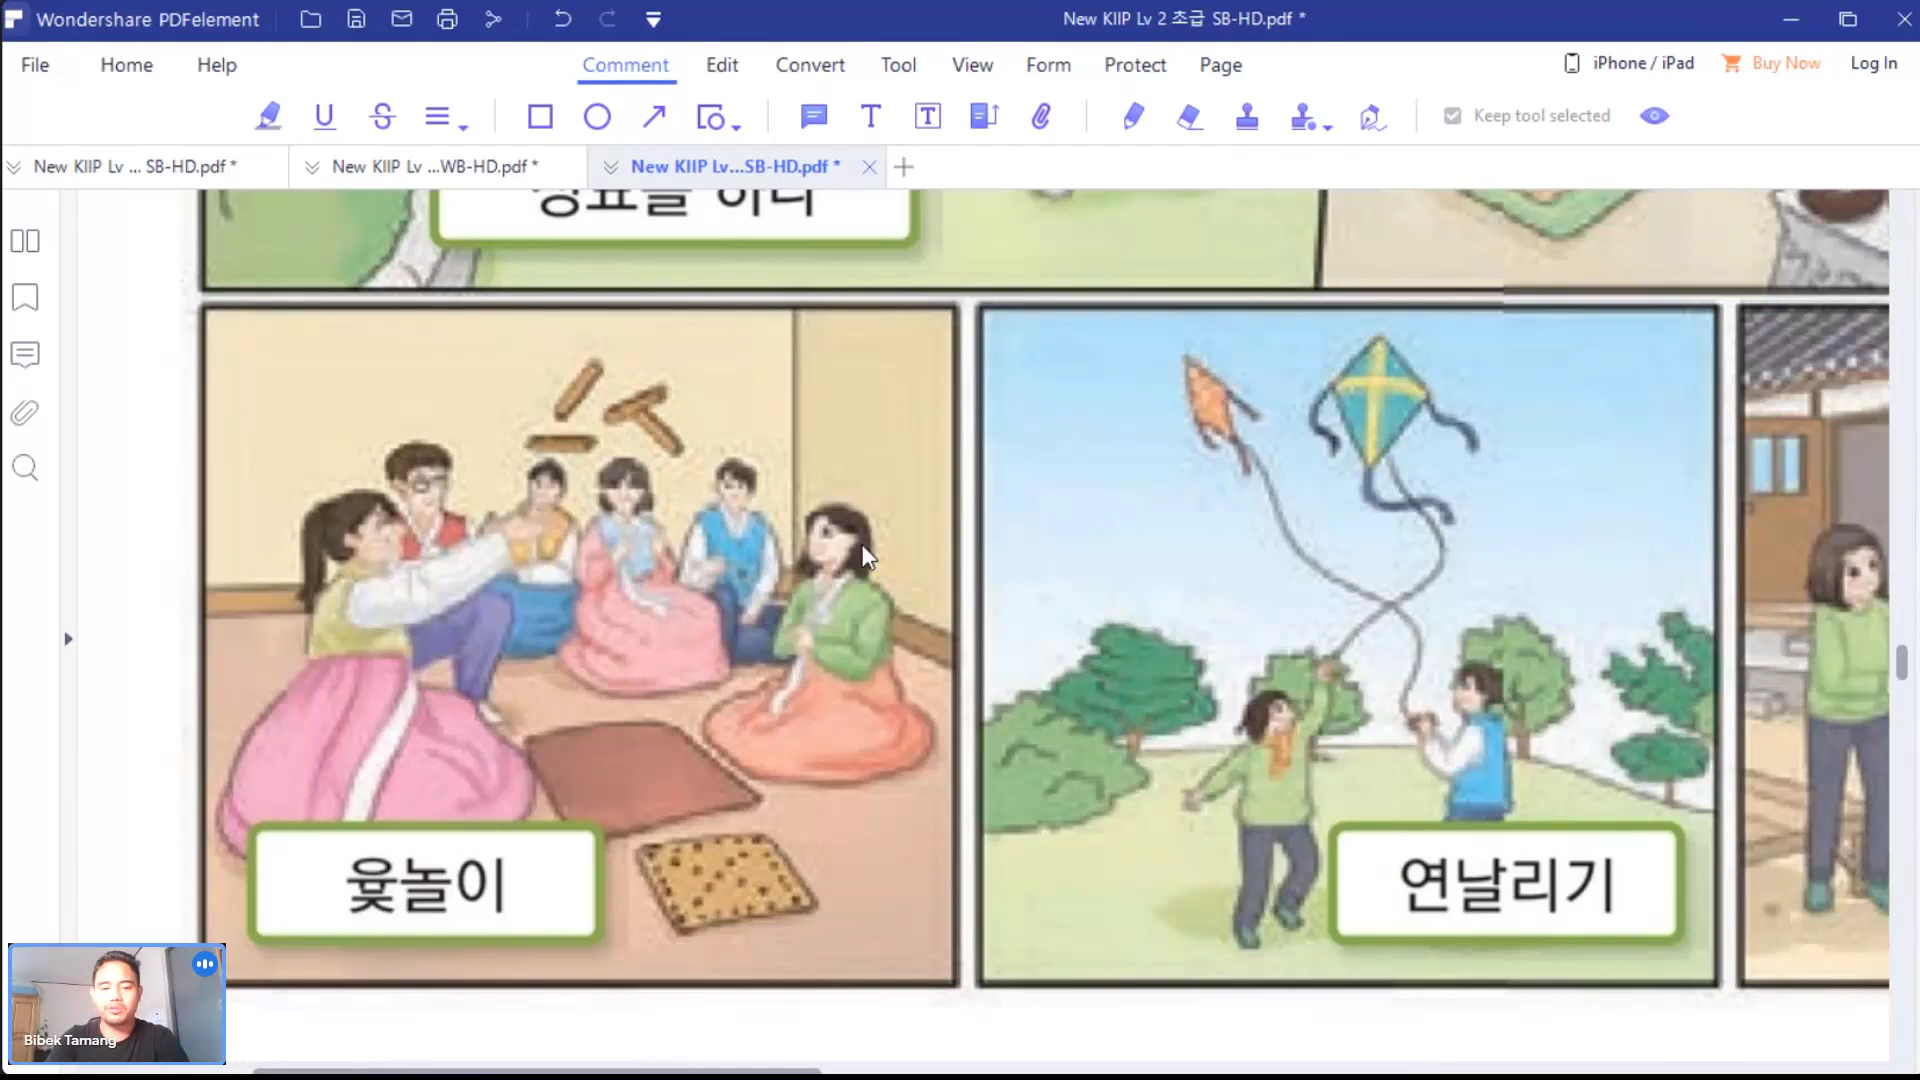 Wondershare PDFelement
New KIIP Lv 2 초급 SB-HD.pdf *
File Home Help Comment Edit Convert Tool View Form Protect Page iPhone / iPad Buy Now Log In
Keep tool selected
New KIIP Lv ... SB-HD.pdf * New KIIP Lv ...WB-HD.pdf * New KIIP Lv...SB-HD.pdf *
윷놀이
연날리기
Bibek Tamang